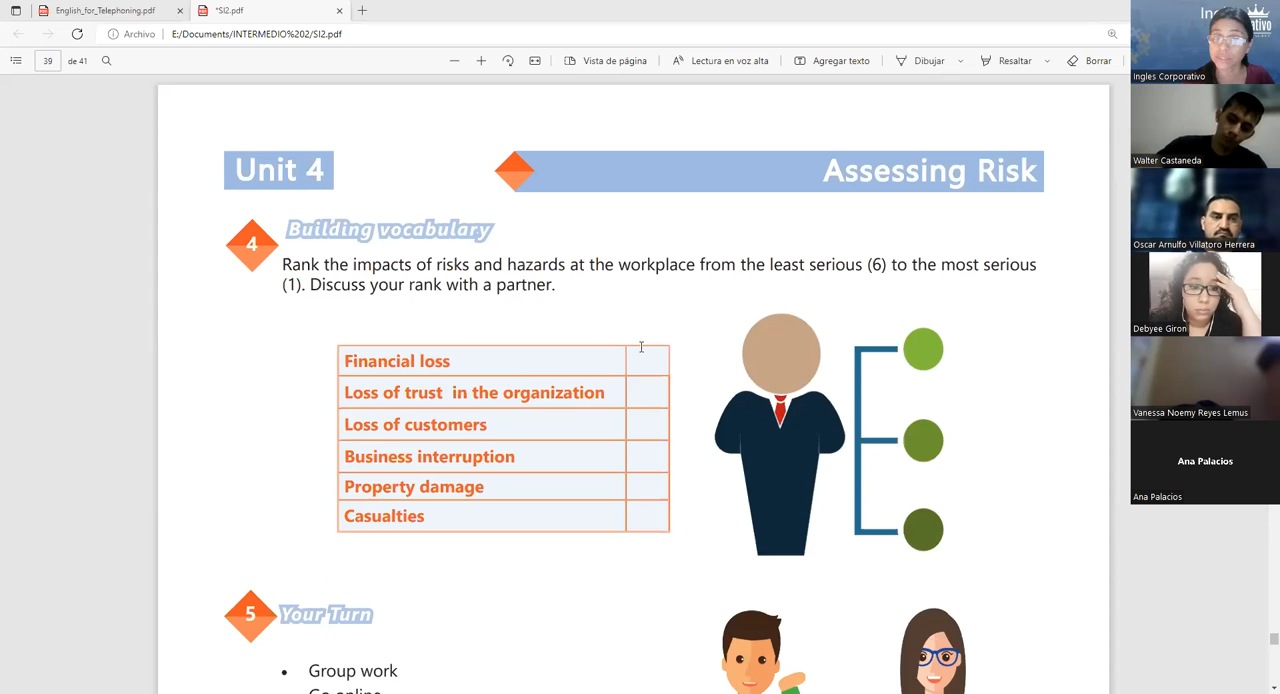 English_for_Telephoning.pdf
*SI2.pdf
Archivo
E:/Documents/INTERMEDIO%202/SI2.pdf
39
de 41
Vista de página
Lectura en voz alta
Agregar texto
Dibujar
Resaltar
Borrar
Unit 4
Assessing Risk
4
Building vocabulary
Rank the impacts of risks and hazards at the workplace from the least serious (6) to the most serious
(1). Discuss your rank with a partner.
Financial loss
Loss of trust in the organization
Loss of customers
Business interruption
Property damage
Casualties
5
Your Turn
• Group work
Go online
Ingles Corporativo
Walter Castaneda
Oscar Arnulfo Villatoro Herrera
Debyee Giron
Vanessa Noemy Reyes Lemus
Ana Palacios
Ana Palacios